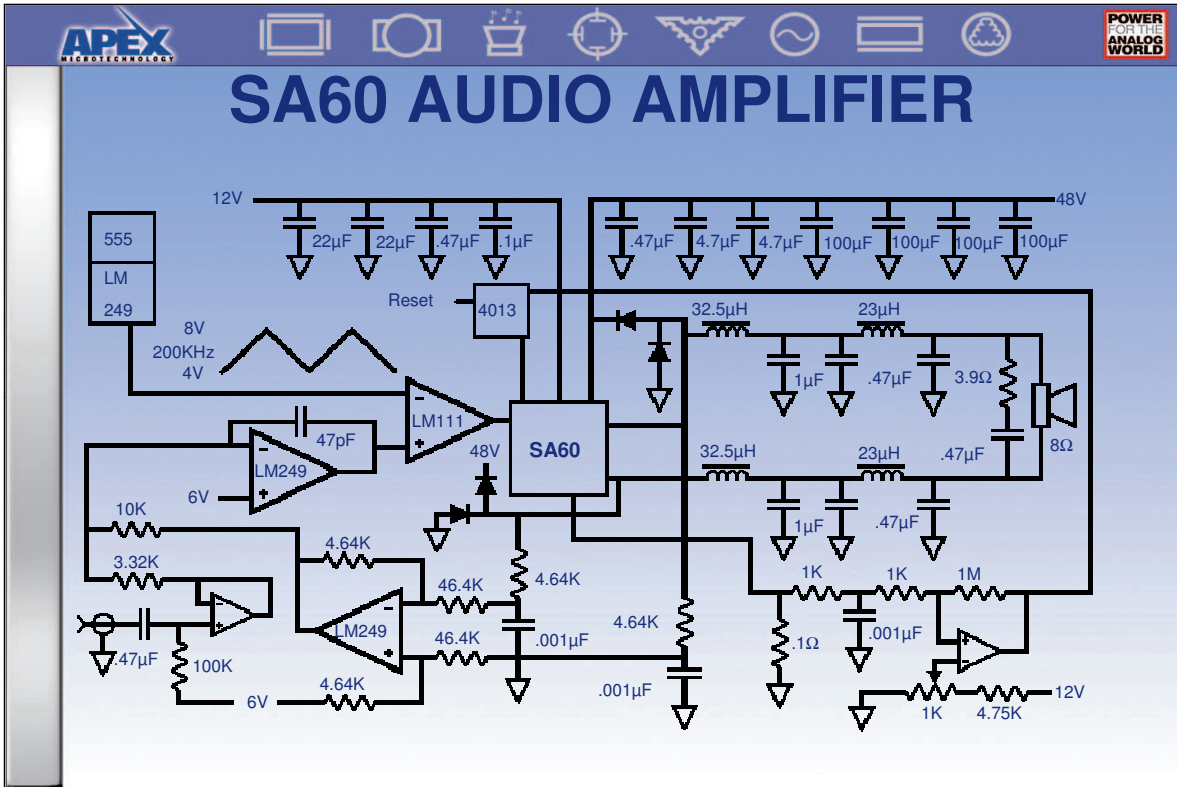 APEX
MICROTECHNOLOGY
POWER
FOR THE
ANALOG
WORLD
SA60 AUDIO AMPLIFIER
12V
48V
555
22µF
22µF
.47µF
.1µF
.47µF
4.7µF
4.7µF
100µF
100µF
100µF
100µF
LM
249
Reset
4013
32.5µH
23µH
8V
200KHz
4V
1µF
.47µF
3.9Ω
LM111
47pF
48V
SA60
32.5µH
23µH
.47µF
8Ω
LM249
6V
10K
1µF
.47µF
4.64K
3.32K
46.4K
4.64K
1K
1K
1M
LM249
4.64K
46.4K
.001µF
.1Ω
.001µF
.47µF
100K
.001µF
6V
4.64K
1K
4.75K
12V